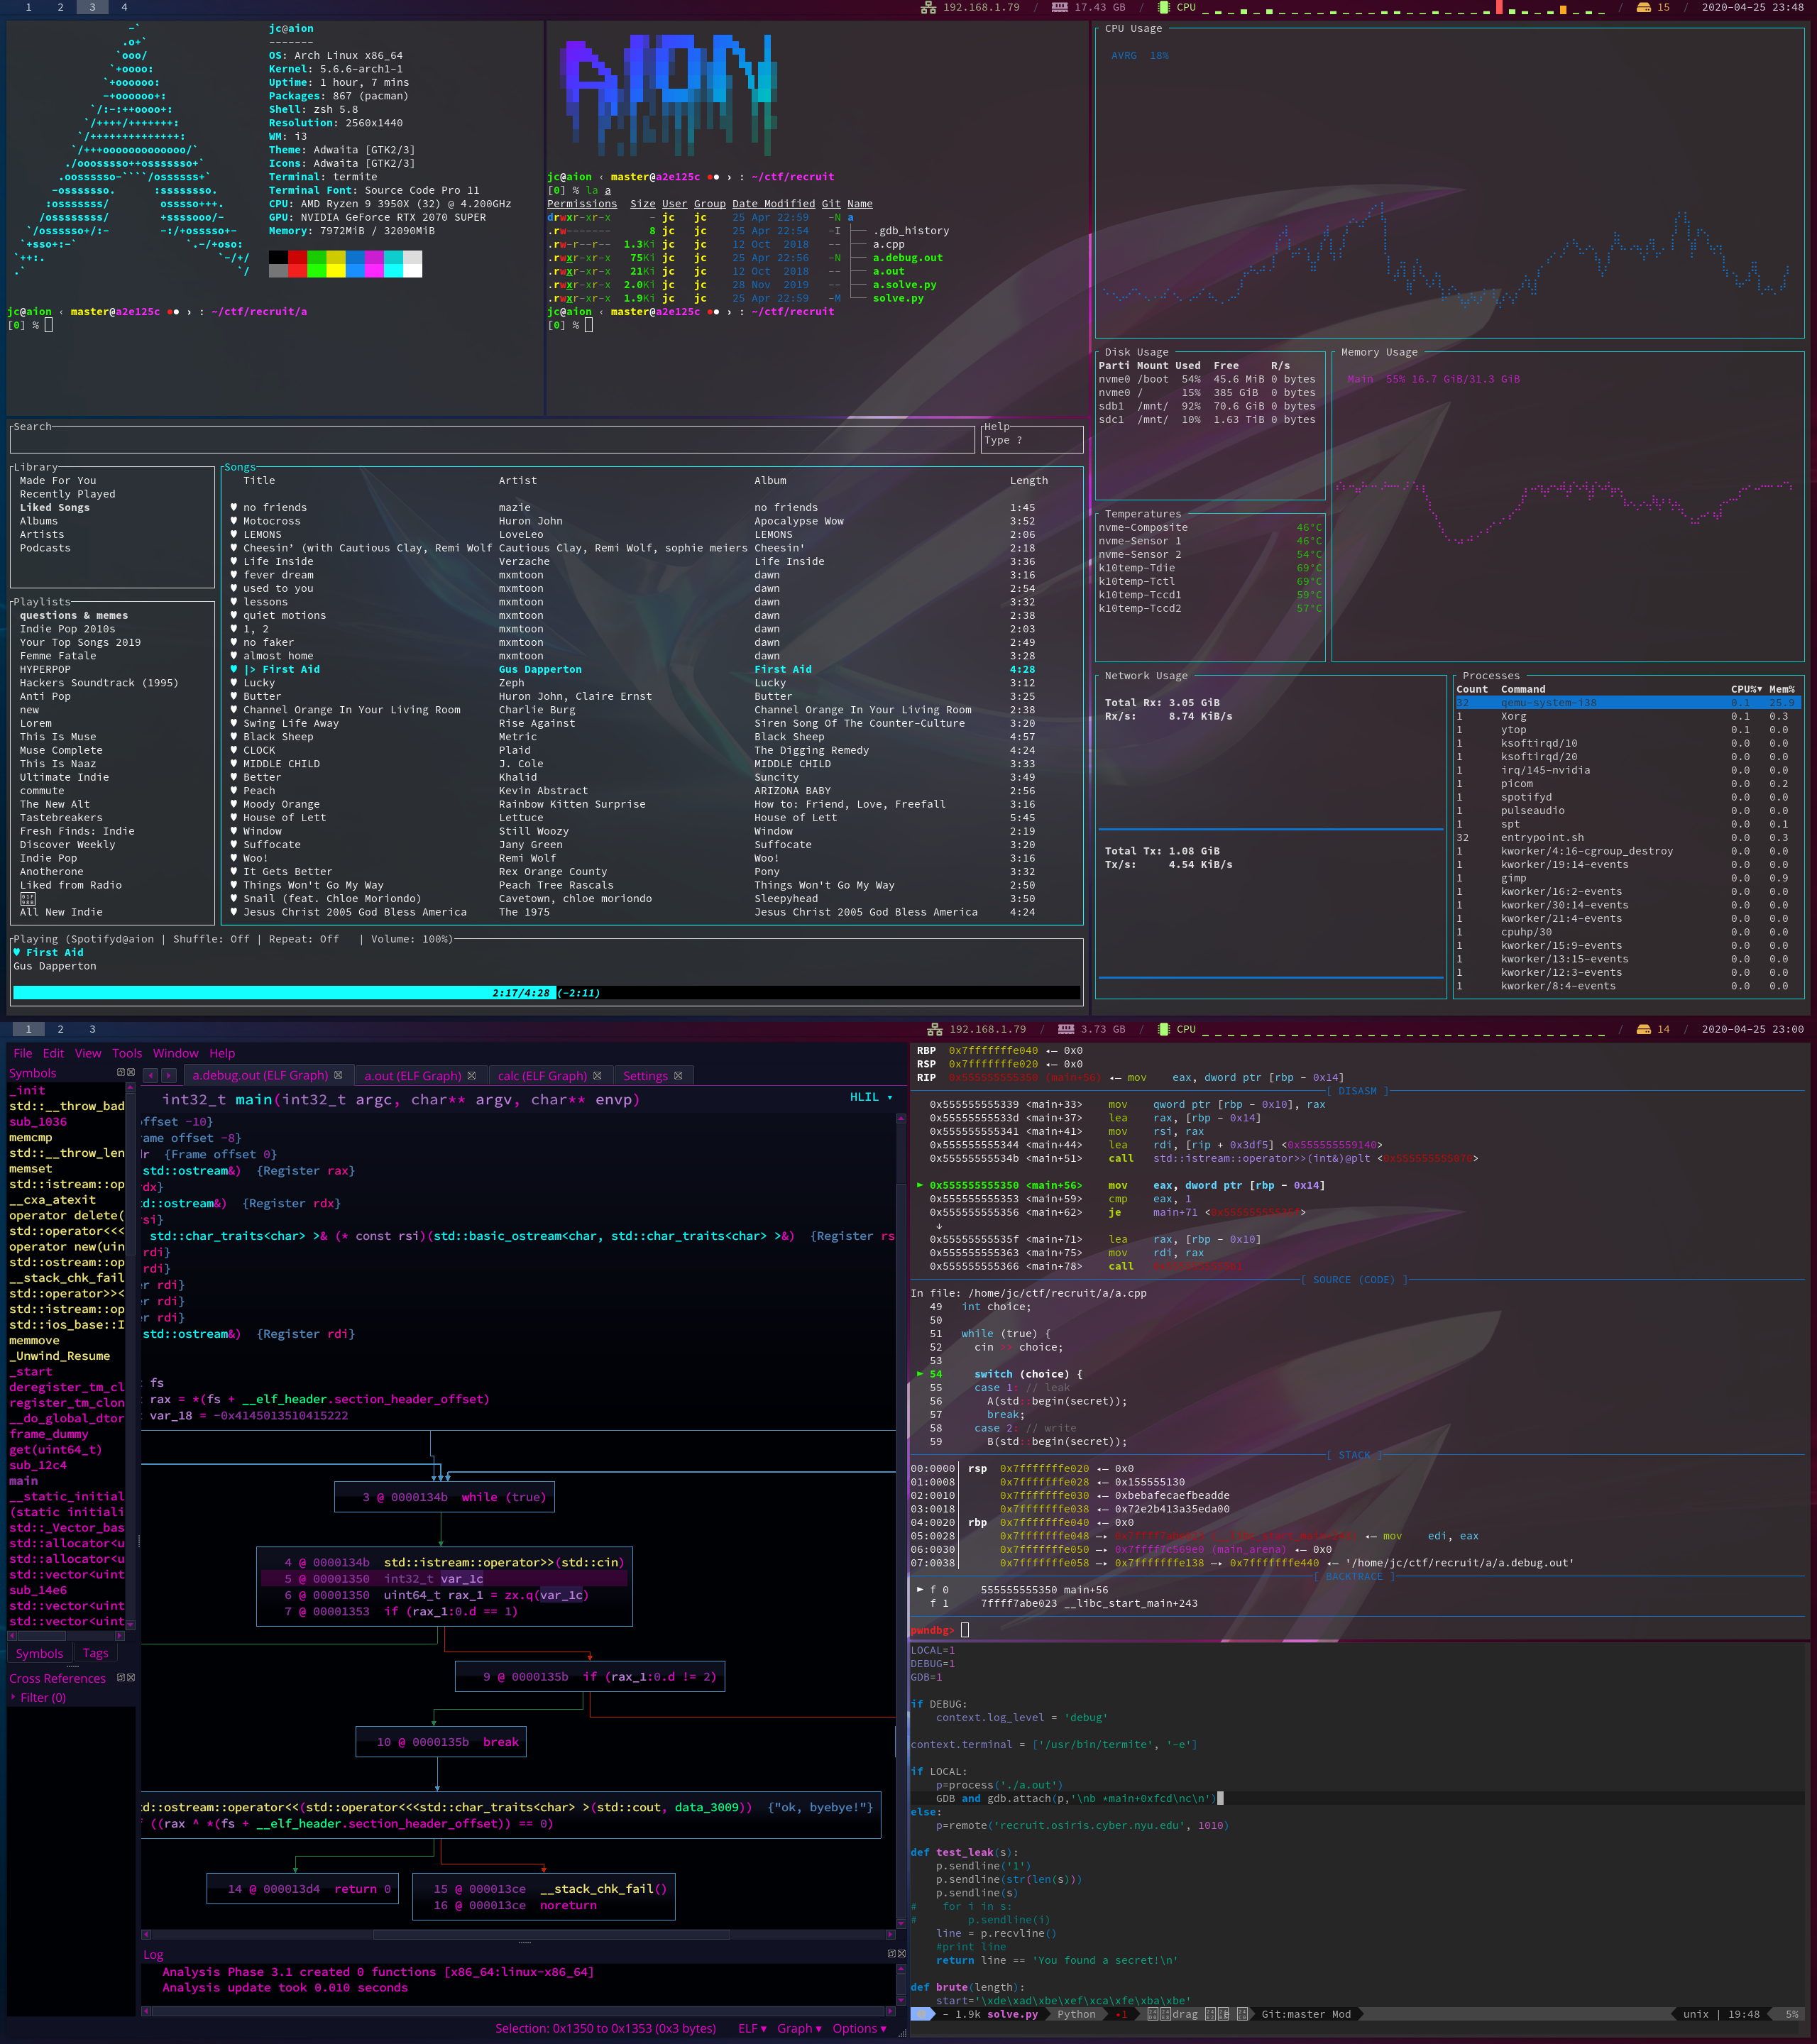 1 2 3 4 192.168.1.79 / 17.43 GB / CPU / 15 / 2020-04-25 23:48
jc@aion
-------
OS: Arch Linux x86_64
Kernel: 5.6.6-arch1-1
Uptime: 1 hour, 7 mins
Packages: 867 (pacman)
Shell: zsh 5.8
Resolution: 2560x1440
WM: i3
Theme: Adwaita [GTK2/3]
Icons: Adwaita [GTK2/3]
Terminal: termite
Terminal Font: Source Code Pro 11
CPU: AMD Ryzen 9 3950X (32) @ 4.200GHz
GPU: NVIDIA GeForce RTX 2070 SUPER
Memory: 7972MiB / 32090MiB
jc@aion ‹ master@a2e125c ●● › : ~/ctf/recruit/a
[0] %
AION
jc@aion ‹ master@a2e125c ●● › : ~/ctf/recruit
[0] % la a
Permissions Size User Group Date Modified Git Name
drwxr-xr-x - jc jc 25 Apr 22:59 -N a
.rw------- 8 jc jc 25 Apr 22:54 -I ├── .gdb_history
.rw-r--r-- 1.3Ki jc jc 12 Oct 2018 -- ├── a.cpp
.rwxr-xr-x 75Ki jc jc 25 Apr 22:56 -N ├── a.debug.out
.rwxr-xr-x 21Ki jc jc 12 Oct 2018 -- ├── a.out
.rwxr-xr-x 2.0Ki jc jc 28 Nov 2019 -- ├── a.solve.py
.rwxr-xr-x 1.9Ki jc jc 25 Apr 22:59 -M └── solve.py
jc@aion ‹ master@a2e125c ●● › : ~/ctf/recruit
[0] %
CPU Usage
AVRG 18%
Disk Usage
Parti Mount Used Free R/s
nvme0 /boot 54% 45.6 MiB 0 bytes
nvme0 / 15% 385 GiB 0 bytes
sdb1 /mnt/ 92% 70.6 GiB 0 bytes
sdc1 /mnt/ 10% 1.63 TiB 0 bytes
Memory Usage
Main 55% 16.7 GiB/31.3 GiB
Temperatures
nvme-Composite 46°C
nvme-Sensor 1 46°C
nvme-Sensor 2 54°C
k10temp-Tdie 69°C
k10temp-Tctl 69°C
k10temp-Tccd1 59°C
k10temp-Tccd2 57°C
Network Usage
Total Rx: 3.05 GiB
Rx/s: 8.74 KiB/s
Total Tx: 1.08 GiB
Tx/s: 4.54 KiB/s
Processes
Count Command CPU%▼ Mem%
32 qemu-system-i38 0.1 25.9
1 Xorg 0.1 0.3
1 ytop 0.1 0.0
1 ksoftirqd/10 0.0 0.0
1 ksoftirqd/20 0.0 0.0
1 irq/145-nvidia 0.0 0.0
1 picom 0.0 0.2
1 spotifyd 0.0 0.0
1 pulseaudio 0.0 0.0
1 spt 0.0 0.1
32 entrypoint.sh 0.0 0.3
1 kworker/4:16-cgroup_destroy 0.0 0.0
1 kworker/19:14-events 0.0 0.0
1 gimp 0.0 0.9
1 kworker/16:2-events 0.0 0.0
1 kworker/30:14-events 0.0 0.0
1 kworker/21:4-events 0.0 0.0
1 cpuhp/30 0.0 0.0
1 kworker/15:9-events 0.0 0.0
1 kworker/13:15-events 0.0 0.0
1 kworker/12:3-events 0.0 0.0
1 kworker/8:4-events 0.0 0.0
Search
Help
Type ?
Library
Made For You
Recently Played
Liked Songs
Albums
Artists
Podcasts
Playlists
questions & memes
Indie Pop 2010s
Your Top Songs 2019
Femme Fatale
HYPERPOP
Hackers Soundtrack (1995)
Anti Pop
new
Lorem
This Is Muse
Muse Complete
This Is Naaz
Ultimate Indie
commute
The New Alt
Tastebreakers
Fresh Finds: Indie
Discover Weekly
Indie Pop
Anotherone
Liked from Radio
All New Indie
Songs
Title Artist Album Length
♥ no friends mazie no friends 1:45
♥ Motocross Huron John Apocalypse Wow 3:52
♥ LEMONS LoveLeo LEMONS 2:06
♥ Cheesin' (with Cautious Clay, Remi Wolf Cautious Clay, Remi Wolf, sophie meiers Cheesin' 2:18
♥ Life Inside Verzache Life Inside 3:36
♥ fever dream mxmtoon dawn 3:16
♥ used to you mxmtoon dawn 2:54
♥ lessons mxmtoon dawn 3:32
♥ quiet motions mxmtoon dawn 2:38
♥ 1, 2 mxmtoon dawn 2:03
♥ no faker mxmtoon dawn 2:49
♥ almost home mxmtoon dawn 3:28
♥ |> First Aid Gus Dapperton First Aid 4:28
♥ Lucky Zeph Lucky 3:12
♥ Butter Huron John, Claire Ernst Butter 3:25
♥ Channel Orange In Your Living Room Charlie Burg Channel Orange In Your Living Room 2:38
♥ Swing Life Away Rise Against Siren Song Of The Counter-Culture 3:20
♥ Black Sheep Metric Black Sheep 4:57
♥ CLOCK Plaid The Digging Remedy 4:24
♥ MIDDLE CHILD J. Cole MIDDLE CHILD 3:33
♥ Better Khalid Suncity 3:49
♥ Peach Kevin Abstract ARIZONA BABY 2:56
♥ Moody Orange Rainbow Kitten Surprise How to: Friend, Love, Freefall 3:16
♥ House of Lett Lettuce House of Lett 5:45
♥ Window Still Woozy Window 2:19
♥ Suffocate Jany Green Suffocate 3:20
♥ Woo! Remi Wolf Woo! 3:16
♥ It Gets Better Rex Orange County Pony 3:32
♥ Things Won't Go My Way Peach Tree Rascals Things Won't Go My Way 2:50
♥ Snail (feat. Chloe Moriondo) Cavetown, chloe moriondo Sleepyhead 3:50
♥ Jesus Christ 2005 God Bless America The 1975 Jesus Christ 2005 God Bless America 4:24
Playing (Spotifyd@aion | Shuffle: Off | Repeat: Off | Volume: 100%)
♥ First Aid
Gus Dapperton
2:17/4:28 (-2:11)
1 2 3 192.168.1.79 / 3.73 GB / CPU / 14 / 2020-04-25 23:00
File Edit View Tools Window Help
Symbols
_init
std::__throw_bad
sub_1036
memcmp
std::__throw_len
memset
std::istream::op
__cxa_atexit
operator delete(
std::operator<<<
operator new(uin
std::ostream::op
__stack_chk_fail
std::operator>><
std::istream::op
std::ios_base::I
memmove
_Unwind_Resume
_start
deregister_tm_cl
register_tm_clon
__do_global_dtor
frame_dummy
get(uint64_t)
sub_12c4
main
__static_initial
(static initiali
std::_Vector_bas
std::allocator<u
std::allocator<u
std::vector<uint
sub_14e6
std::vector<uint
std::vector<uint
Symbols Tags
Cross References
Filter (0)
a.debug.out (ELF Graph) a.out (ELF Graph) calc (ELF Graph) Settings
int32_t main(int32_t argc, char** argv, char** envp) HLIL ▾
offset -10}
rame offset -8}
dr {Frame offset 0}
std::ostream&) {Register rax}
rdx}
td::ostream&) {Register rdx}
rsi}
std::char_traits<char> >& (* const rsi)(std::basic_ostream<char, std::char_traits<char> >&) {Register rs
rdi}
rdi}
er rdi}
er rdi}
er rdi}
std::ostream&) {Register rdi}
fs
rax = *(fs + __elf_header.section_header_offset)
var_18 = -0x4145013510415222
3 @ 0000134b while (true)
4 @ 0000134b std::istream::operator>>(std::cin)
5 @ 00001350 int32_t var_1c
6 @ 00001350 uint64_t rax_1 = zx.q(var_1c)
7 @ 00001353 if (rax_1:0.d == 1)
9 @ 0000135b if (rax_1:0.d != 2)
10 @ 0000135b break
td::ostream::operator<<(std::operator<<<std::char_traits<char> >(std::cout, data_3009)) {"ok, byebye!"}
((rax ^ *(fs + __elf_header.section_header_offset)) == 0)
14 @ 000013d4 return 0
15 @ 000013ce __stack_chk_fail()
16 @ 000013ce noreturn
Log
Analysis Phase 3.1 created 0 functions [x86_64:linux-x86_64]
Analysis update took 0.010 seconds
Selection: 0x1350 to 0x1353 (0x3 bytes) ELF ▾ Graph ▾ Options ▾
RBP 0x7fffffffe040 ◂— 0x0
RSP 0x7fffffffe020 ◂— 0x0
RIP 0x555555555350 (main+56) ◂— mov eax, dword ptr [rbp - 0x14]
[ DISASM ]
0x555555555339 <main+33> mov qword ptr [rbp - 0x10], rax
0x55555555533d <main+37> lea rax, [rbp - 0x14]
0x555555555341 <main+41> mov rsi, rax
0x555555555344 <main+44> lea rdi, [rip + 0x3df5] <0x555555559140>
0x55555555534b <main+51> call std::istream::operator>>(int&)@plt <0x555555555070>
► 0x555555555350 <main+56> mov eax, dword ptr [rbp - 0x14]
0x555555555353 <main+59> cmp eax, 1
0x555555555356 <main+62> je main+71
↓
0x55555555535f <main+71> lea rax, [rbp - 0x10]
0x555555555363 <main+75> mov rdi, rax
0x555555555366 <main+78> call
[ SOURCE (CODE) ]
In file: /home/jc/ctf/recruit/a/a.cpp
49 int choice;
50
51 while (true) {
52 cin >> choice;
53
► 54 switch (choice) {
55 case 1: // leak
56 A(std::begin(secret));
57 break;
58 case 2: // write
59 B(std::begin(secret));
[ STACK ]
00:0000│ rsp 0x7fffffffe020 ◂— 0x0
01:0008│ 0x7fffffffe028 ◂— 0x155555130
02:0010│ 0x7fffffffe030 ◂— 0xbebafecaefbeadde
03:0018│ 0x7fffffffe038 ◂— 0x72e2b413a35eda00
04:0020│ rbp 0x7fffffffe040 ◂— 0x0
05:0028│ 0x7fffffffe048 —▸ ◂— mov edi, eax
06:0030│ 0x7fffffffe050 —▸ 0x7ffff7c569e0 (main_arena) ◂— 0x0
07:0038│ 0x7fffffffe058 —▸ 0x7fffffffe138 —▸ 0x7fffffffe440 ◂— '/home/jc/ctf/recruit/a/a.debug.out'
[ BACKTRACE ]
► f 0 555555555350 main+56
f 1 7ffff7abe023 __libc_start_main+243
pwndbg>
LOCAL=1
DEBUG=1
GDB=1
if DEBUG:
context.log_level = 'debug'
context.terminal = ['/usr/bin/termite', '-e']
if LOCAL:
p=process('./a.out')
GDB and gdb.attach(p,'\nb *main+0xfcd\nc\n')
else:
p=remote('recruit.osiris.cyber.nyu.edu', 1010)
def test_leak(s):
p.sendline('1')
p.sendline(str(len(s)))
p.sendline(s)
# for i in s:
# p.sendline(i)
line = p.recvline()
#print line
return line == 'You found a secret!\n'
def brute(length):
start='\xde\xad\xbe\xef\xca\xfe\xba\xbe'
- 1.9k solve.py Python •1 drag Git:master Mod unix | 19:48 5%